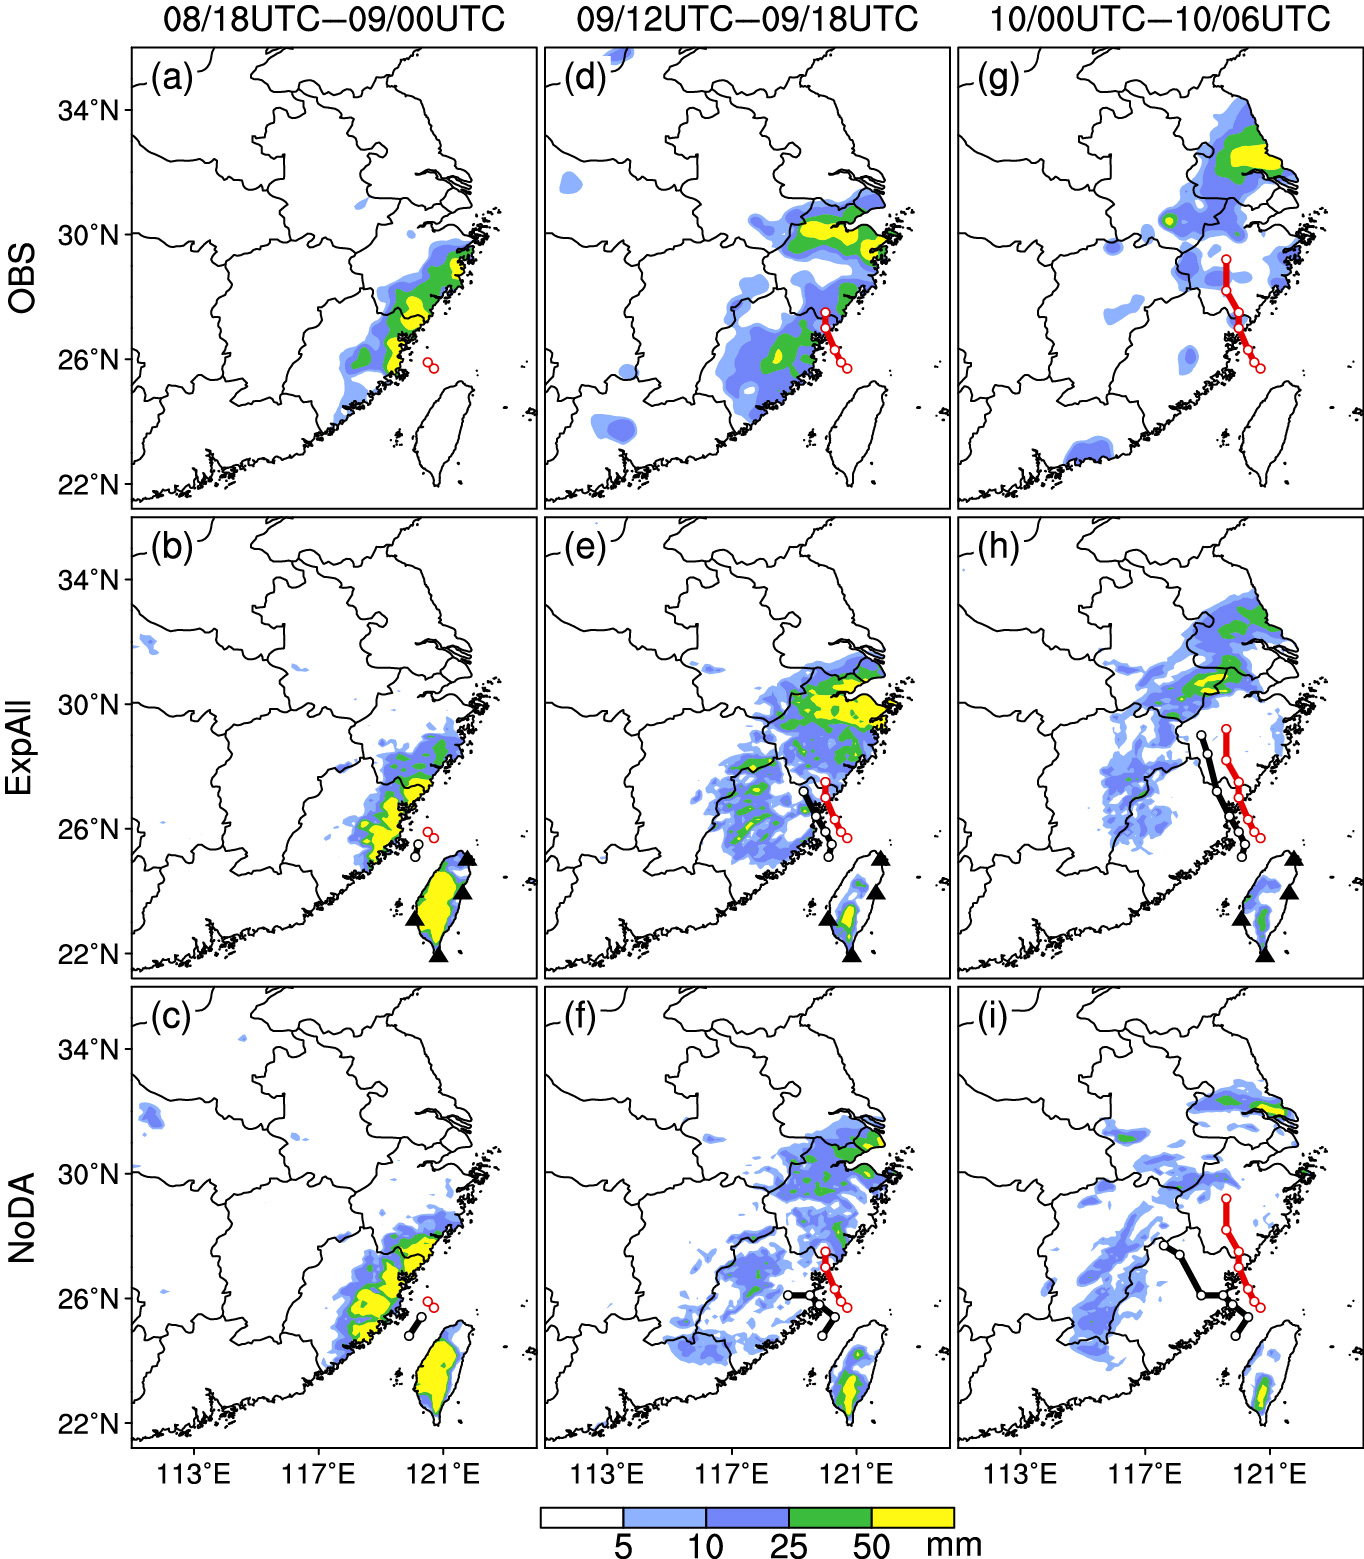 08/18UTC−09/00UTC 09/12UTC−09/18UTC 10/00UTC−10/06UTC
(a) (d) (g)
34°N
30°N
26°N
22°N
OBS
(b) (e) (h)
34°N
30°N
26°N
22°N
ExpAll
(c) (f) (i)
34°N
30°N
26°N
22°N
NoDA
113°E 117°E 121°E 113°E 117°E 121°E 113°E 117°E 121°E
5 10 25 50 mm